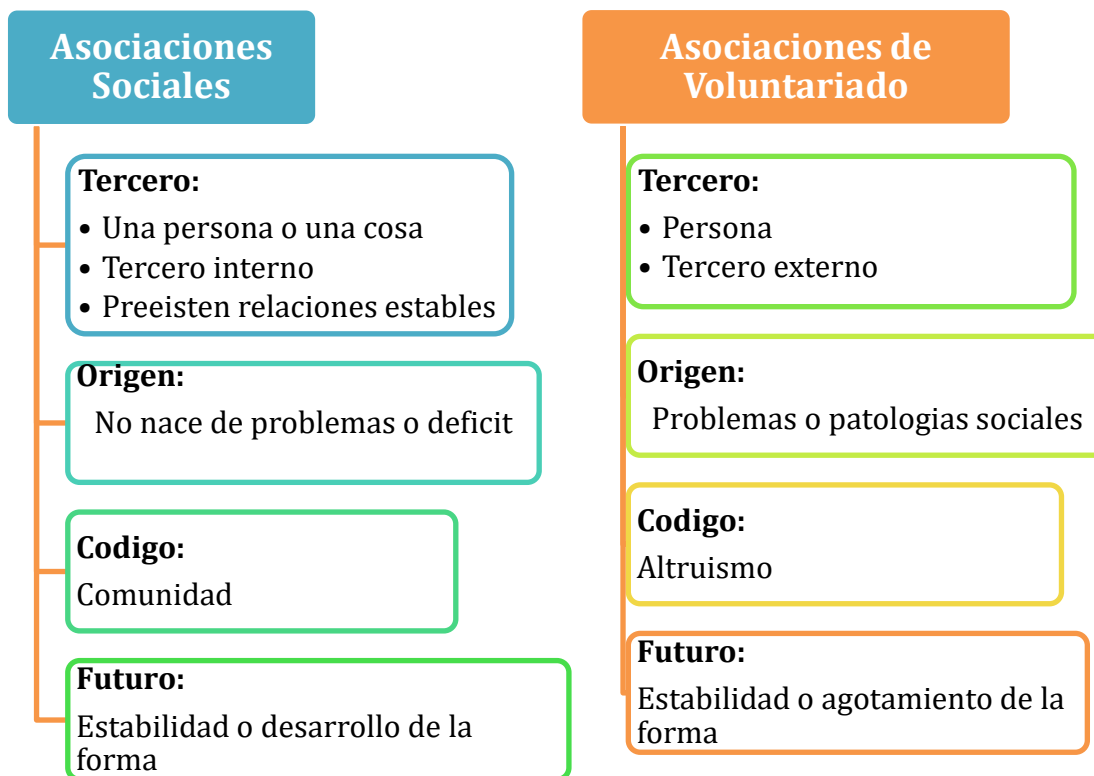 Asociaciones
Sociales
Tercero:
• Una persona o una cosa
• Tercero interno
• Preeisten relaciones estables
Origen:
No nace de problemas o deficit
Codigo:
Comunidad
Futuro:
Estabilidad o desarrollo de la
forma
Asociaciones de
Voluntariado
Tercero:
• Persona
• Tercero externo
Origen:
Problemas o patologias sociales
Codigo:
Altruismo
Futuro:
Estabilidad o agotamiento de la
forma